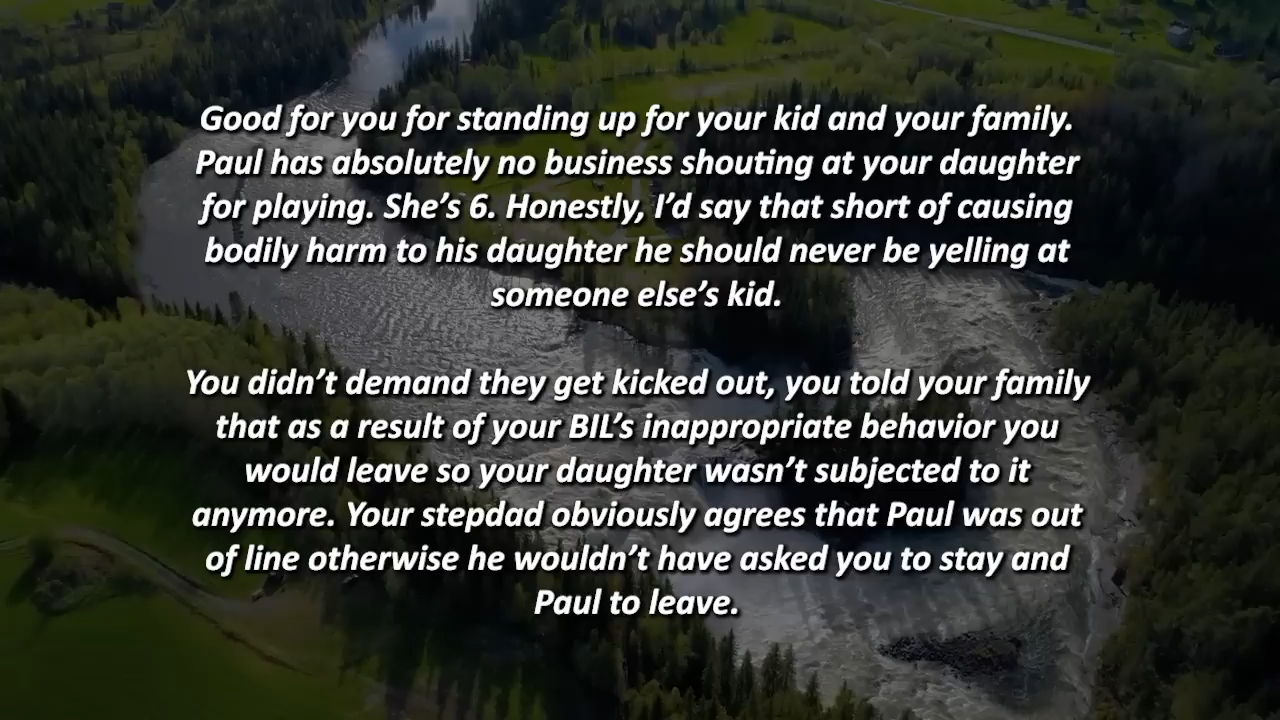 Good for you for standing up for your kid and your family.
Paul has absolutely no business shouting at your daughter
for playing. She’s 6. Honestly, I’d say that short of causing
bodily harm to his daughter he should never be yelling at
someone else’s kid.
You didn’t demand they get kicked out, you told your family
that as a result of your BIL’s inappropriate behavior you
would leave so your daughter wasn’t subjected to it
anymore. Your stepdad obviously agrees that Paul was out
of line otherwise he wouldn’t have asked you to stay and
Paul to leave.